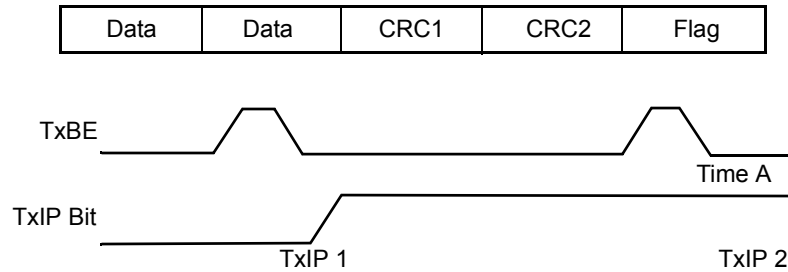 Data Data CRC1 CRC2 Flag
TxBE
Time A
TxIP Bit
TxIP 1 TxIP 2